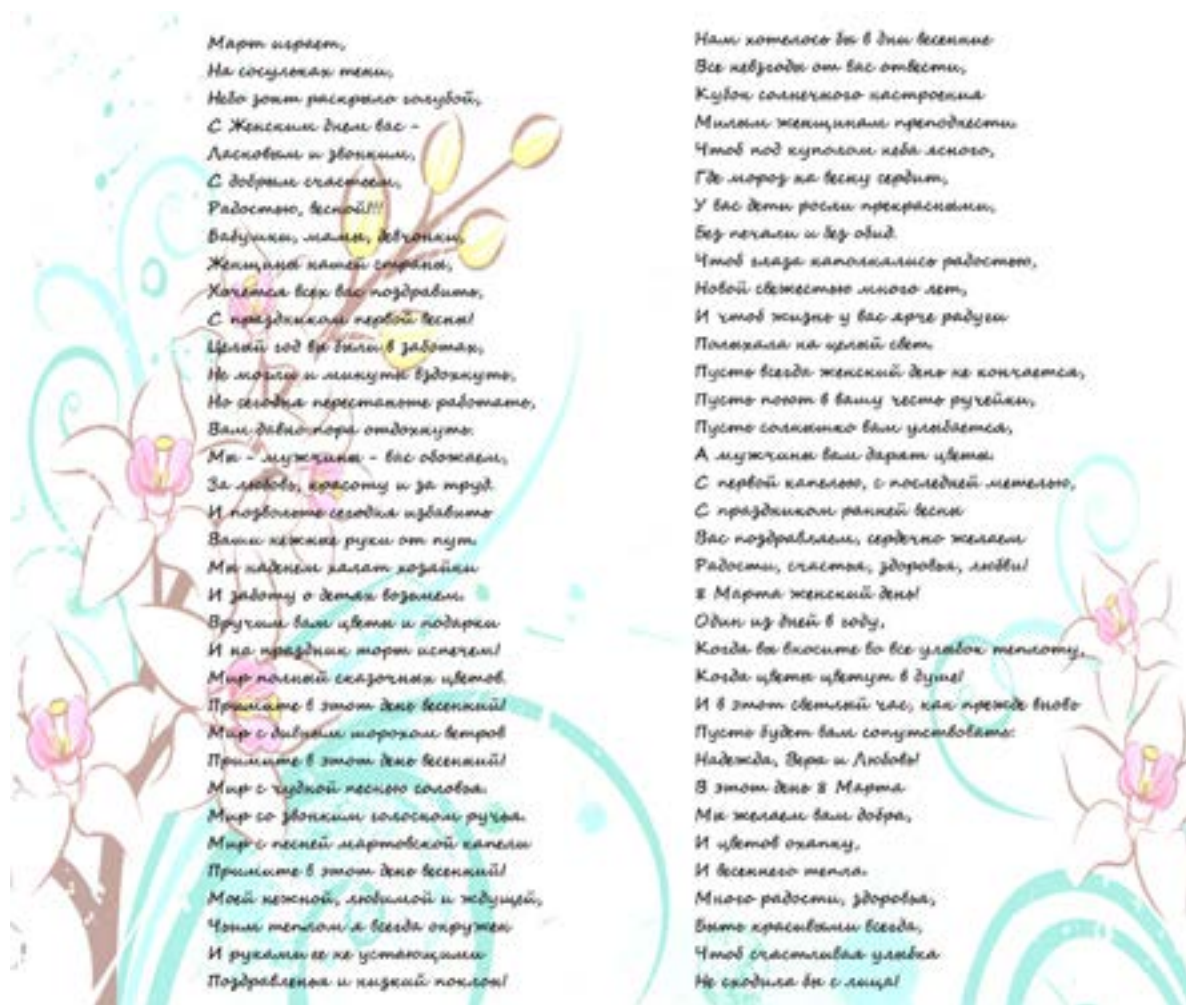 Март играет,
На сосульках тени,
Небо зонт раскрыло голубой,
С Женским днем вас -
Ласковым и звонким,
С добрым счастьем,
Радостью, весной!!!
Бабушки, мамы, девчонки,
Женщины нашей страны,
Хочется всех вас поздравить,
С праздником первой весны!
Целый год вы были в заботах,
Не могли и минуты вздохнуть,
Но сегодня перестаньте работать,
Вам давно пора отдохнуть.
Мы - мужчины - вас обожаем,
За любовь, красоту и за труд.
И позвольте сегодня избавить
Ваши нежные руки от пут.
Мы наденем халат хозяйки
И заботу о детях возьмем.
Вручим вам цветы и подарки
И на праздник торт испечем!
Мир полный сказочных цветов.
Примите в этот день весенний!
Мир с дивным шорохом ветров
Примите в этот день весенний!
Мир с чудной песнью соловья.
Мир со звонким голоском ручья.
Мир с песней мартовской капели
Примите в этот день весенний!
Моей нежной, любимой и ждущей,
Чьим теплом я всегда окружен
И руками ее не устающими
Поздравленья и низкий поклон!
Нам хотелось бы в дни весенние
Все невзгоды от вас отвести,
Кубок солнечного настроения
Милым женщинам преподнести.
Чтоб под куполом неба ясного,
Где мороз на весну сердит,
У вас дети росли прекрасными,
Без печали и без обид.
Чтоб глаза наполнялись радостью,
Новой свежестью много лет,
И чтоб жизнь у вас ярче радуги
Полыхала на целый свет.
Пусть всегда женский день не кончается,
Пусть поют в вашу честь ручейки,
Пусть солнышко вам улыбается,
А мужчины вам дарят цветы.
С первой капелью, с последней метелью,
С праздником ранней весны
Вас поздравляем, сердечно желаем
Радости, счастья, здоровья, любви!
8 Марта женский день!
Один из дней в году,
Когда вы вносите во все улыбок теплоту,
Когда цветы цветут в душе!
И в этот светлый час, как прежде вновь
Пусть будет вам сопутствовать:
Надежда, Вера и Любовь!
В этот день 8 Марта
Мы желаем вам добра,
И цветов охапку,
И весеннего тепла.
Много радости, здоровья,
Быть красивыми всегда,
Чтоб счастливая улыбка
Не сходила бы с лица!